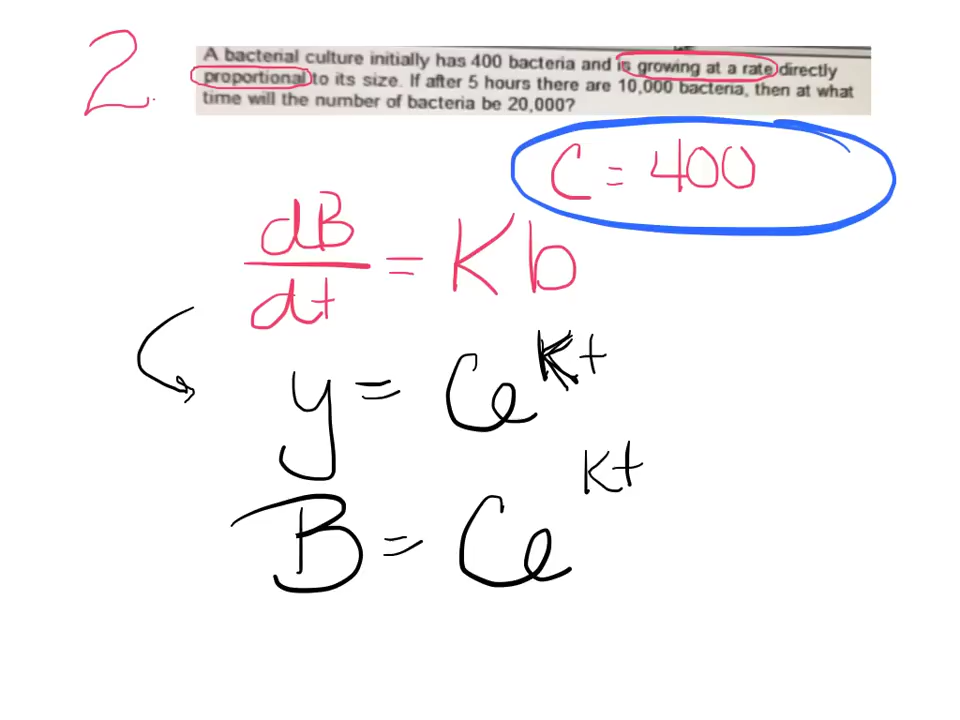 2.
A bacterial culture initially has 400 bacteria and is growing at a rate directly
proportional to its size. If after 5 hours there are 10,000 bacteria, then at what
time will the number of bacteria be 20,000?
C = 400
dB/dt = Kb
y = Ce^Kt
B = Ce^Kt